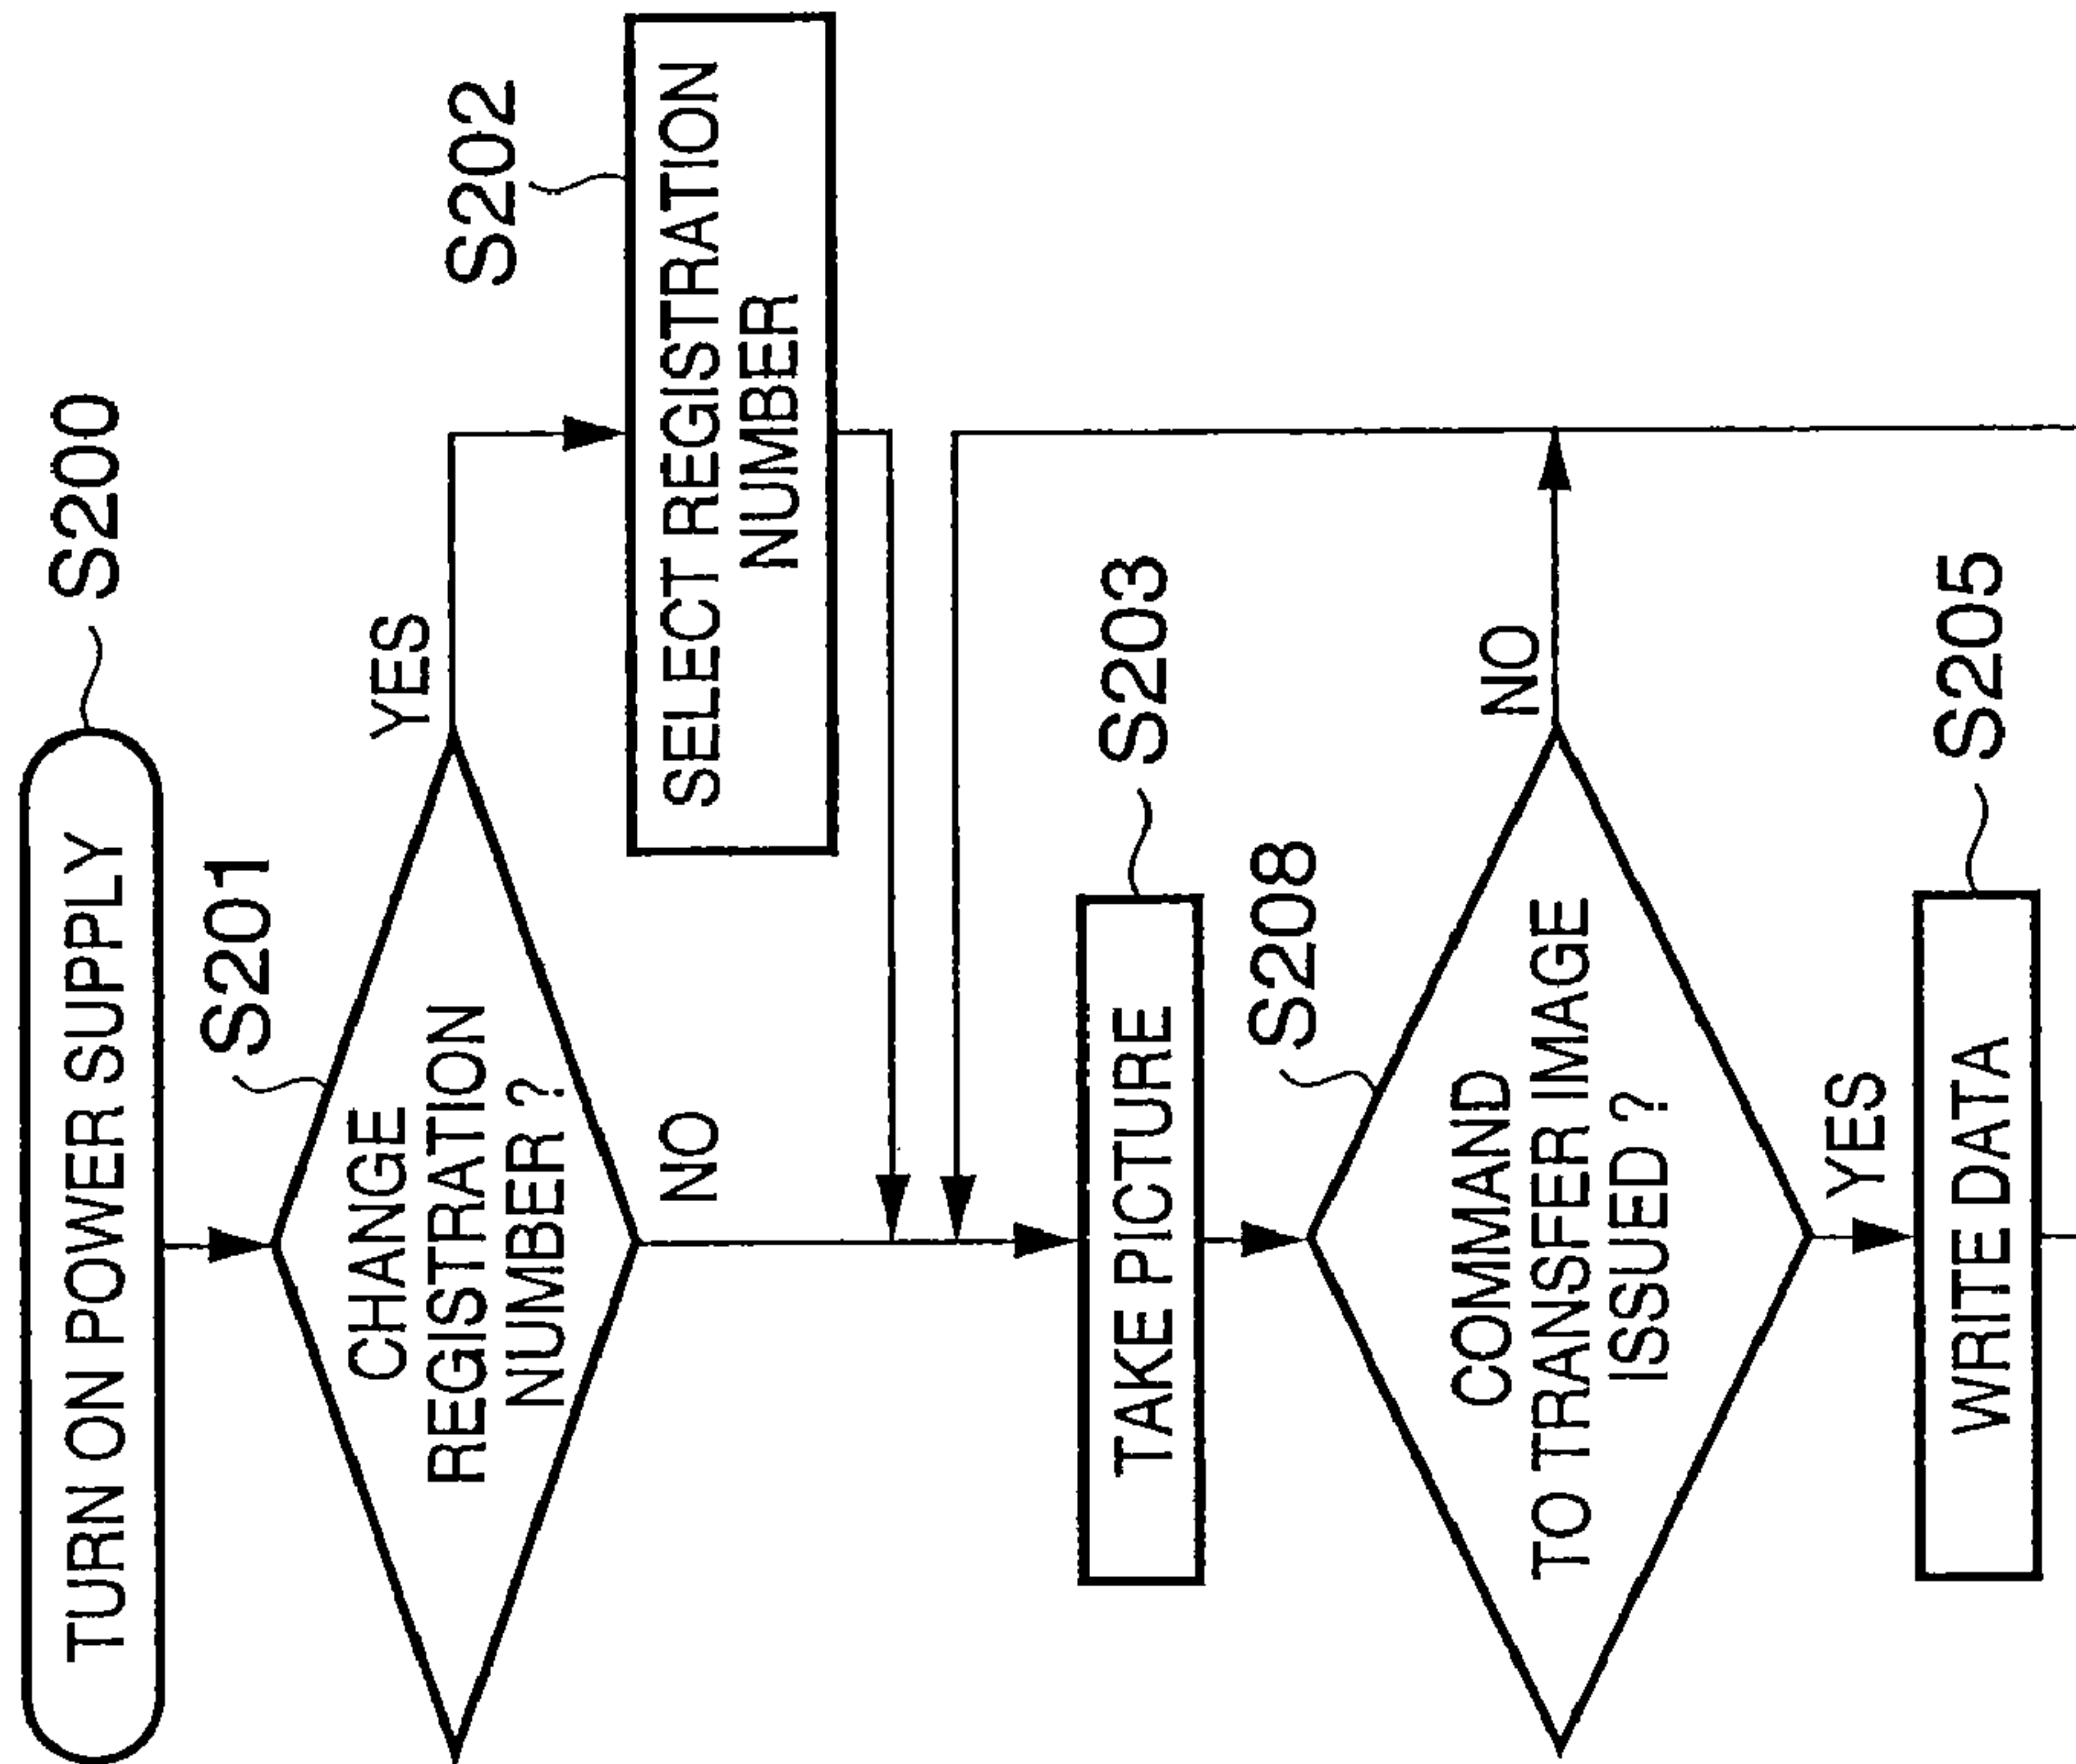 TURN ON POWER SUPPLY
S200
S201
CHANGE
REGISTRATION
NUMBER ?
YES
S202
SELECT REGISTRATION
NUMBER
NO
TAKE PICTURE
S203
S208
COMMAND
TO TRANSFER IMAGE
ISSUED ?
NO
YES
WRITE DATA
S205